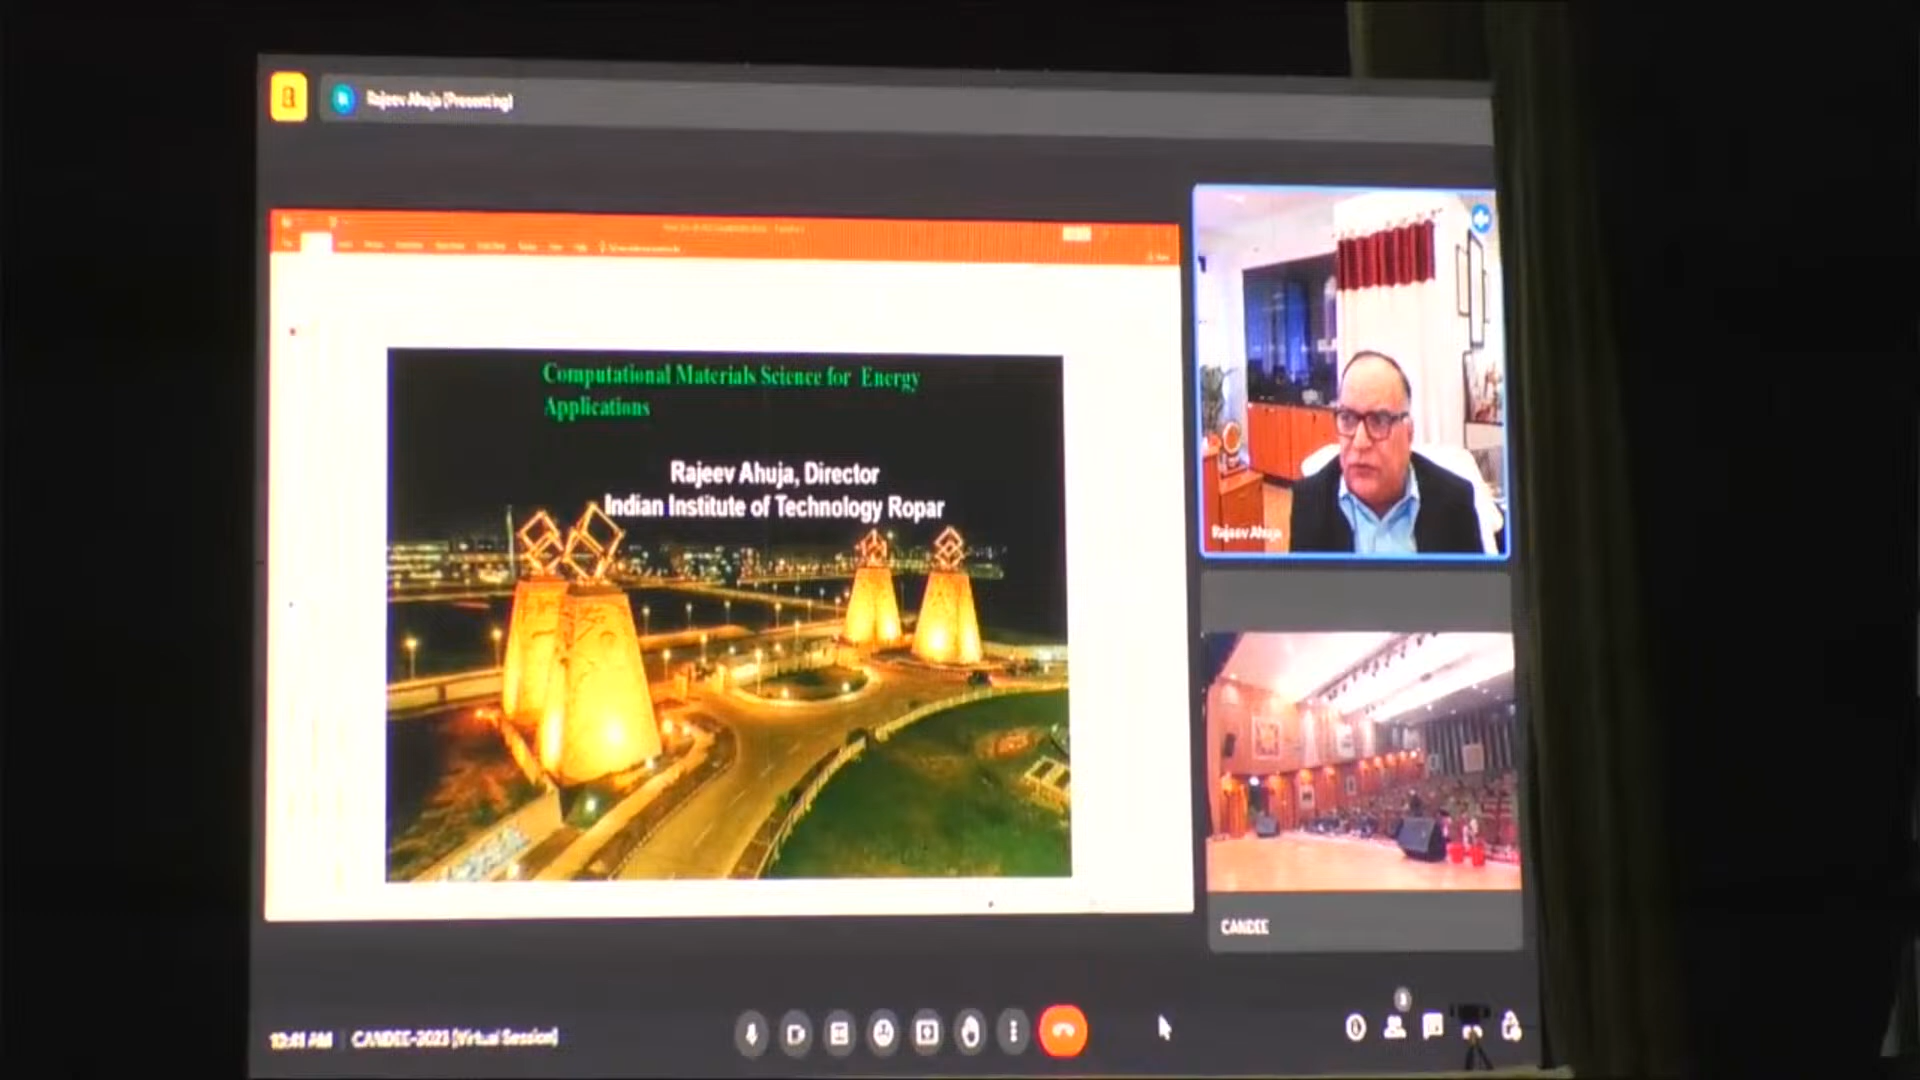 Rajeev Ahuja (Presenting)
Computational Materials Science for Energy
Applications
Rajeev Ahuja, Director
Indian Institute of Technology Ropar
Rajeev Ahuja
CANDEE
CANDEE-2023 (Virtual Session)
3